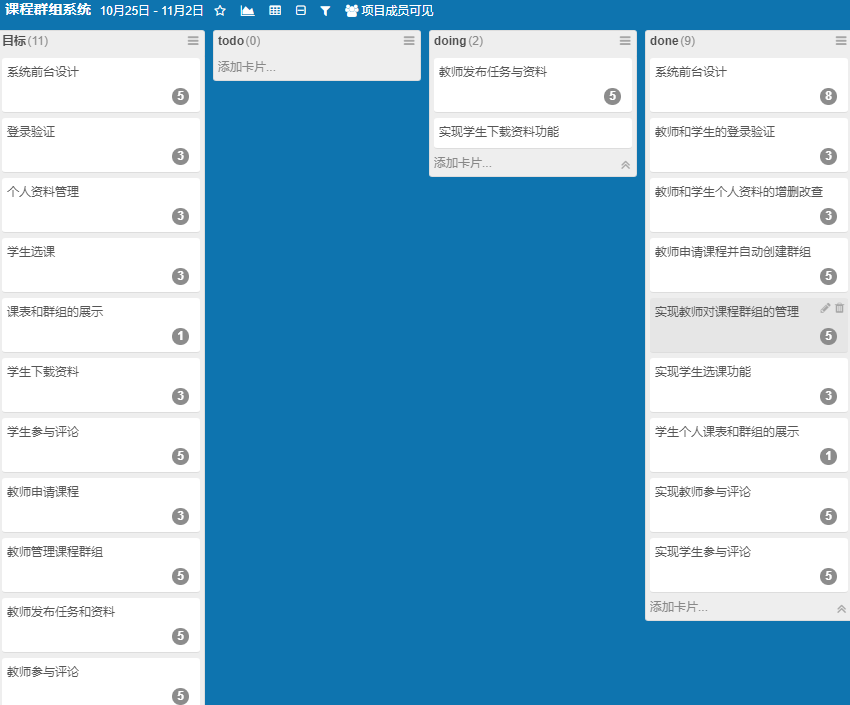 课程群组系统 10月25日 - 11月2日 项目成员可见
目标(11)
系统前台设计
5
登录验证
3
个人资料管理
3
学生选课
3
课表和群组的展示
1
学生下载资料
3
学生参与评论
5
教师申请课程
3
教师管理课程群组
5
教师发布任务和资料
5
教师参与评论
5
todo(0)
添加卡片...
doing(2)
教师发布任务与资料
5
实现学生下载资料功能
添加卡片...
done(9)
系统前台设计
8
教师和学生的登录验证
3
教师和学生个人资料的增删改查
3
教师申请课程并自动创建群组
5
实现教师对课程群组的管理
5
实现学生选课功能
3
学生个人课表和群组的展示
1
实现教师参与评论
5
实现学生参与评论
5
添加卡片...